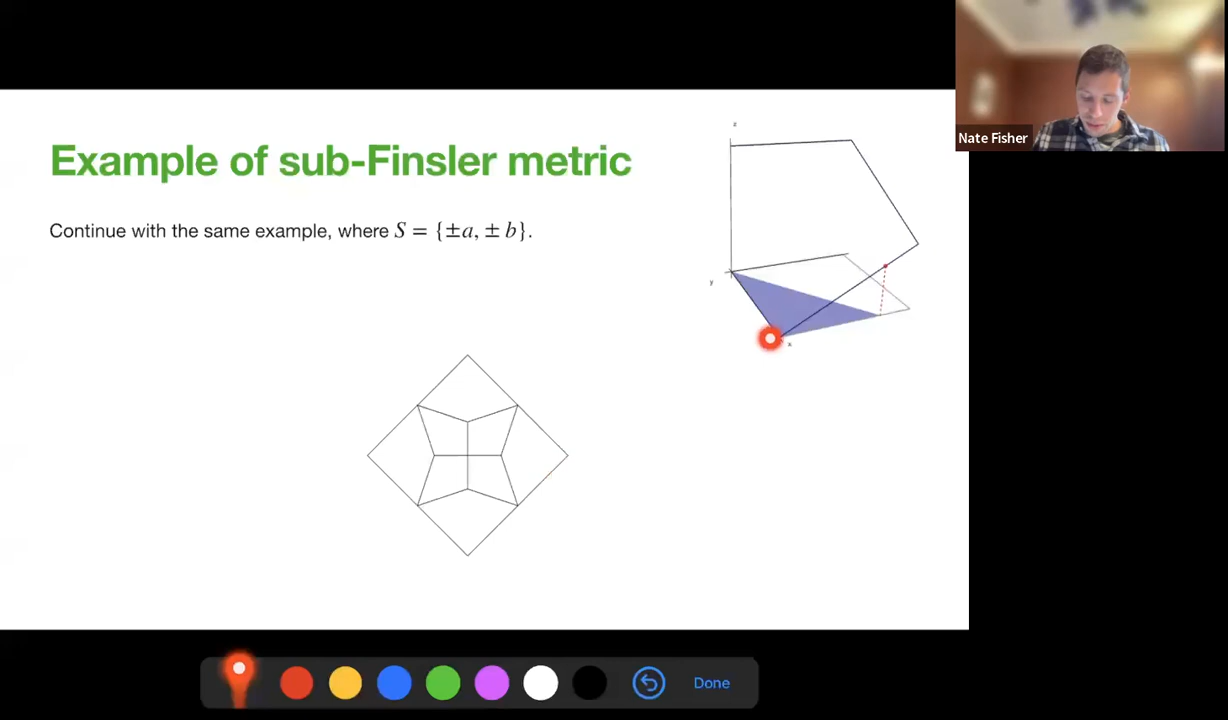 Example of sub-Finsler metric
Continue with the same example, where S = {±a, ± b}.
z
y
x
Nate Fisher
Done